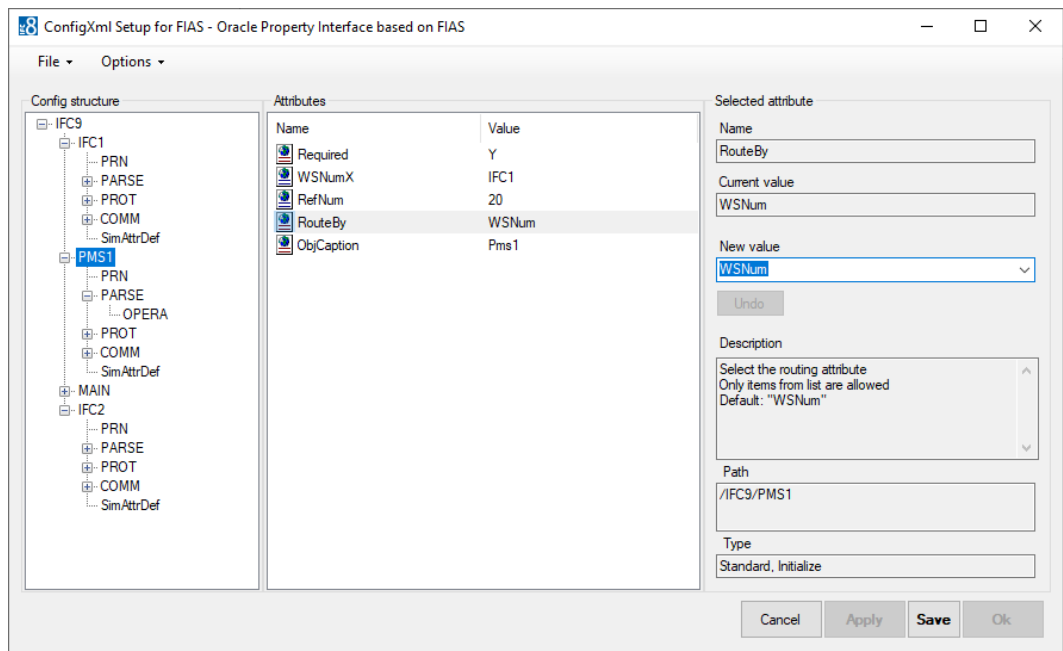 ConfigXml Setup for FIAS - Oracle Property Interface based on FIAS
File Options
Config structure
IFC9
IFC1
PRN
PARSE
PROT
COMM
SimAttrDef
PMS1
PRN
PARSE
OPERA
PROT
COMM
SimAttrDef
MAIN
IFC2
PRN
PARSE
PROT
COMM
SimAttrDef
Attributes
Name Value
Required Y
WSNumX IFC1
RefNum 20
RouteBy WSNum
ObjCaption Pms1
Selected attribute
Name
RouteBy
Current value
WSNum
New value
WSNum
Undo
Description
Select the routing attribute
Only items from list are allowed
Default: "WSNum"
Path
/IFC9/PMS1
Type
Standard, Initialize
Cancel Apply Save Ok